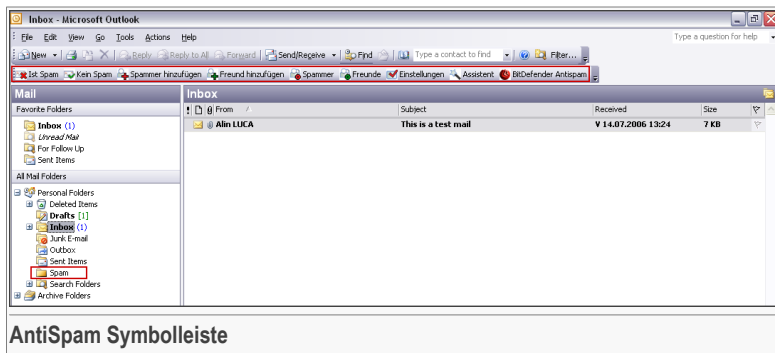 Inbox - Microsoft Outlook
File Edit View Go Tools Actions Help Type a question for help
New Reply Reply to All Forward Send/Receive Find Type a contact to find Filter...
Ist Spam Kein Spam Spammer hinzufügen Freund hinzufügen Spammer Freunde Einstellungen Assistent BitDefender Antispam
Mail Inbox
Favorite Folders ! From Subject Received Size
Inbox (1) Alin LUCA This is a test mail V 14.07.2006 13:24 7 KB
Unread Mail
For Follow Up
Sent Items
All Mail Folders
Personal Folders
Deleted Items
Drafts [1]
Inbox (1)
Junk E-mail
Outbox
Sent Items
Spam
Search Folders
Archive Folders
AntiSpam Symbolleiste